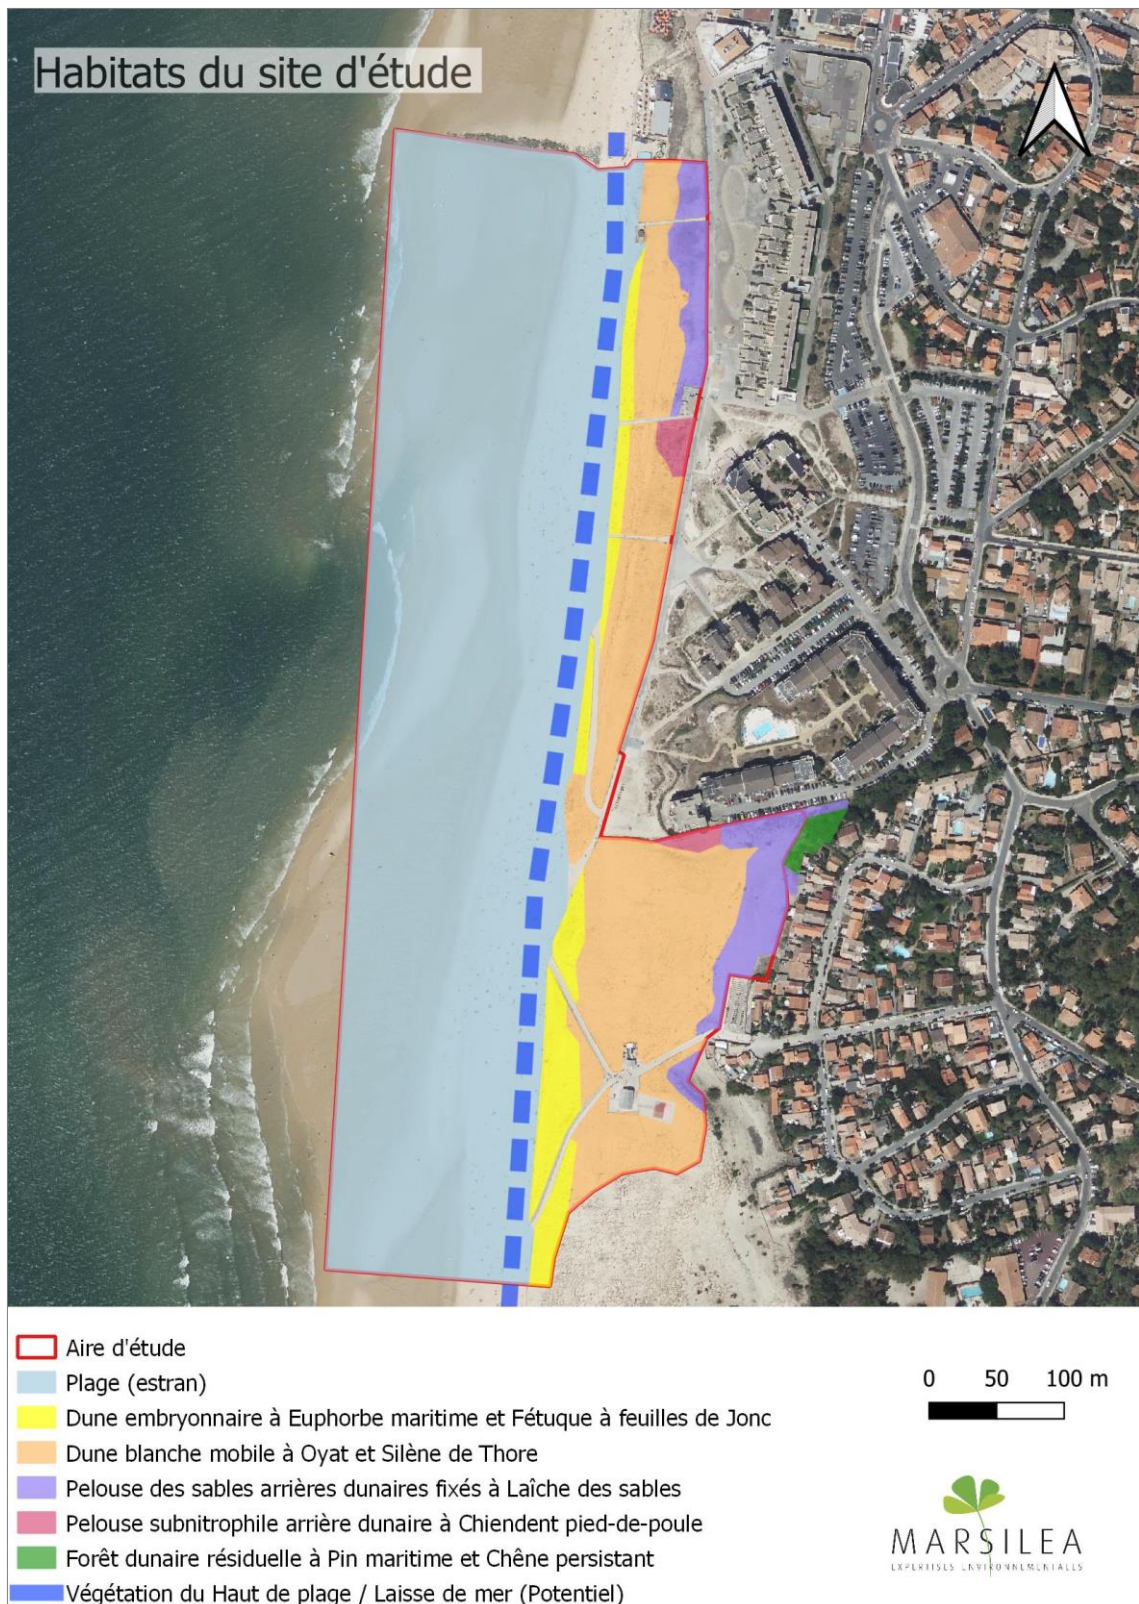 Habitats du site d'étude
Aire d'étude
Plage (estran)
Dune embryonnaire à Euphorbe maritime et Fétuque à feuilles de Jonc
Dune blanche mobile à Oyat et Silène de Thore
Pelouse des sables arrières dunaires fixés à Laîche des sables
Pelouse subnitrophile arrière dunaire à Chiendent pied-de-poule
Forêt dunaire résiduelle à Pin maritime et Chêne persistant
Végétation du Haut de plage / Laisse de mer (Potentiel)
0 50 100 m
MARSILEA
EXPERTISES ENVIRONNEMENTALES